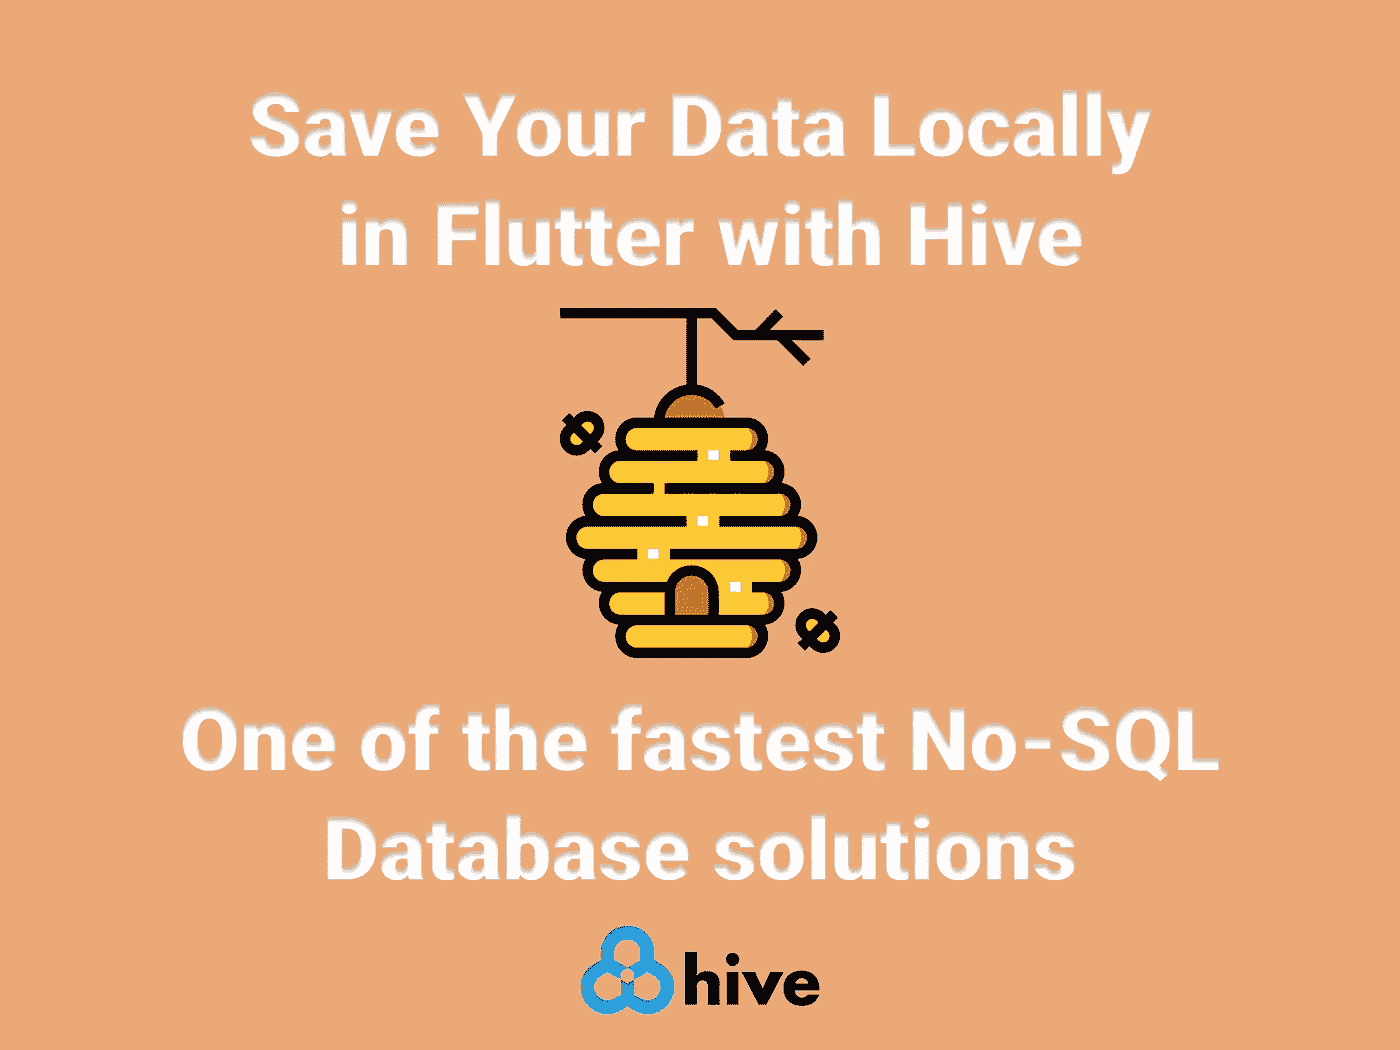 Save Your Data Locally
in Flutter with Hive
One of the fastest No-SQL
Database solutions
hive